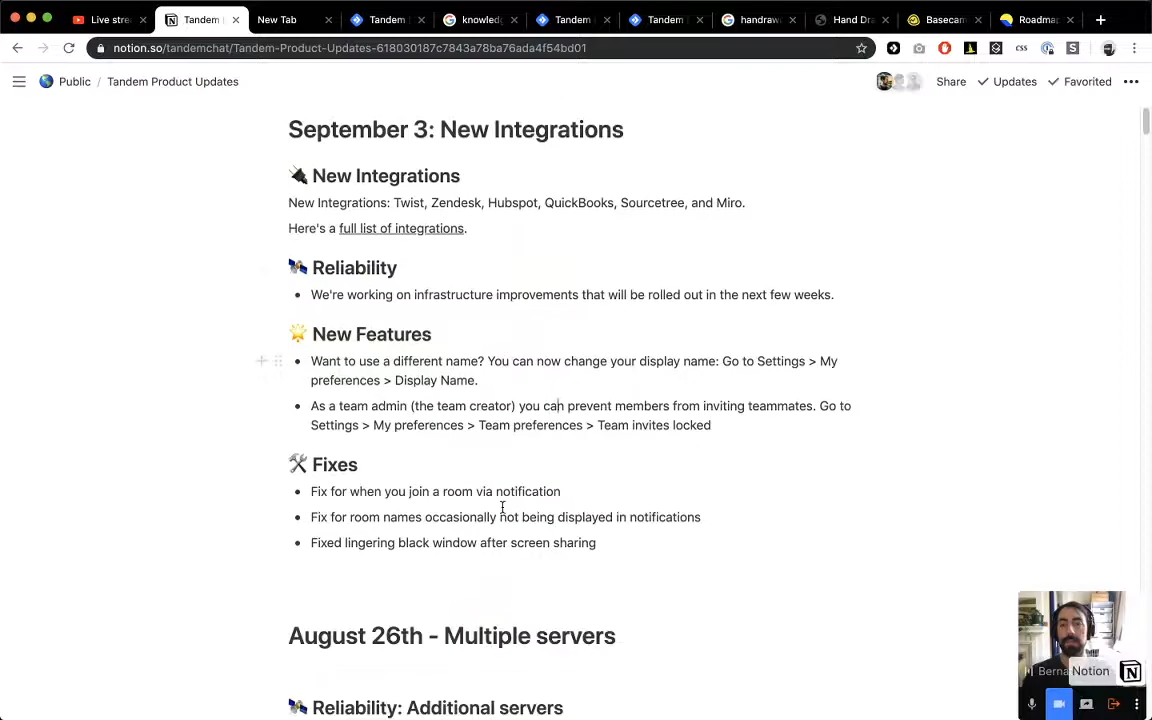 Live stre
Tandem
New Tab
Tandem
knowled
Tandem
Tandem
handraw
Hand Dra
Basecam
Roadma
notion.so/tandemchat/Tandem-Product-Updates-618030187c7843a78ba76ada4f54bd01
CSS
S
Public / Tandem Product Updates
Share
Updates
Favorited
September 3: New Integrations
New Integrations
New Integrations: Twist, Zendesk, Hubspot, QuickBooks, Sourcetree, and Miro.
Here's a full list of integrations.
Reliability
• We're working on infrastructure improvements that will be rolled out in the next few weeks.
New Features
• Want to use a different name? You can now change your display name: Go to Settings > My
preferences > Display Name.
• As a team admin (the team creator) you can prevent members from inviting teammates. Go to
Settings > My preferences > Team preferences > Team invites locked
Fixes
• Fix for when you join a room via notification
• Fix for room names occasionally not being displayed in notifications
• Fixed lingering black window after screen sharing
August 26th - Multiple servers
Reliability: Additional servers
Berna
Notion